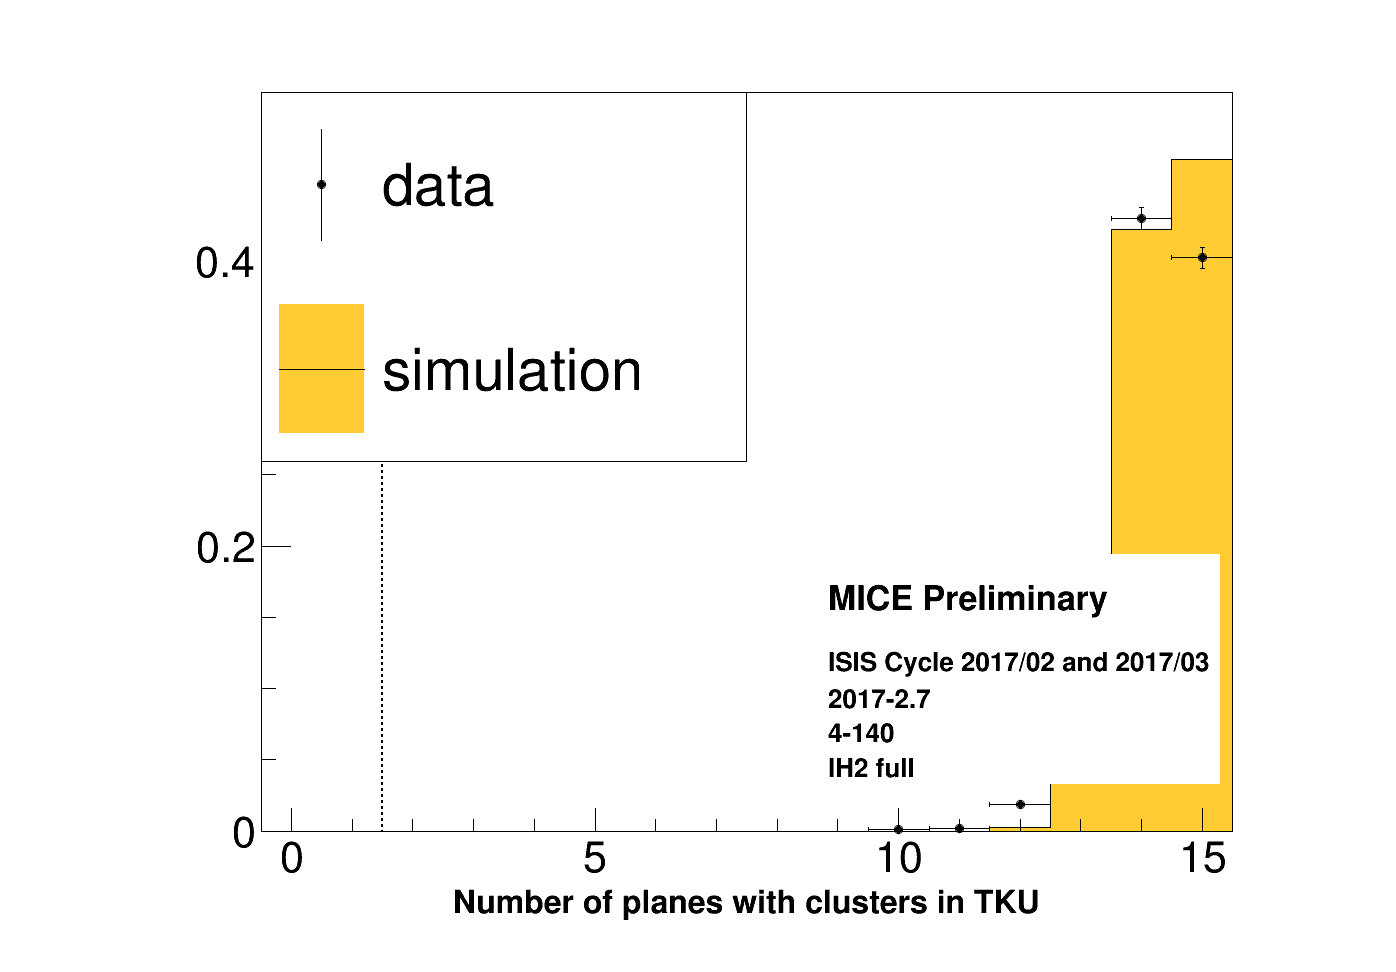 data
simulation
0.4
0.2
0
MICE Preliminary
ISIS Cycle 2017/02 and 2017/03
2017-2.7
4-140
IH2 full
0 5 10 15
Number of planes with clusters in TKU